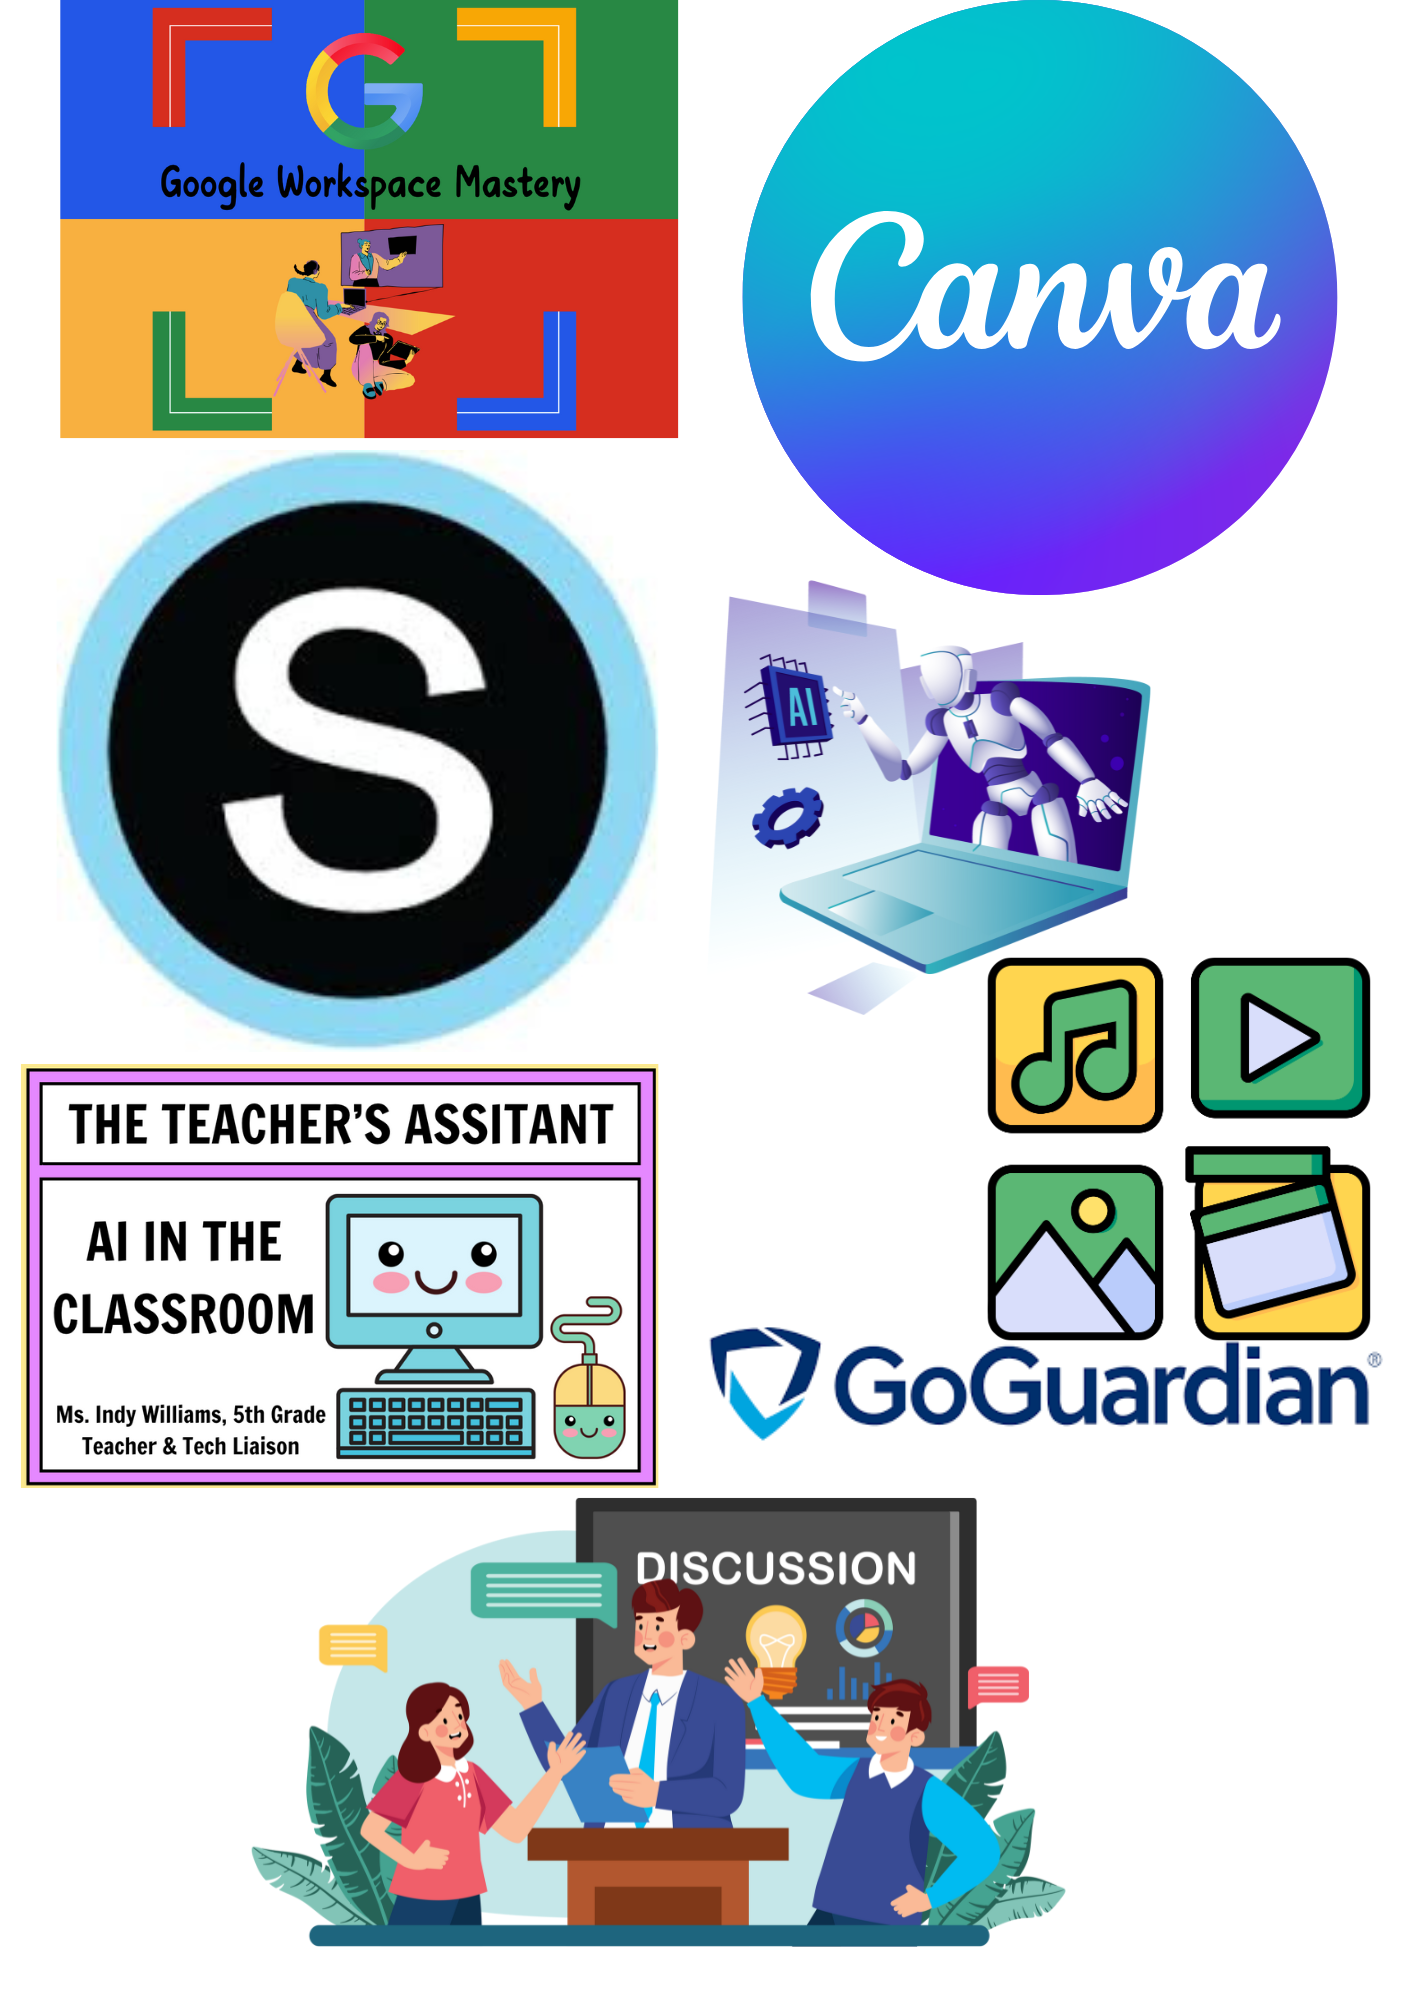 Google Workspace Mastery
Canva
S
AI
THE TEACHER'S ASSITANT
AI IN THE
CLASSROOM
Ms. Indy Williams, 5th Grade
Teacher & Tech Liaison
GoGuardian®
DISCUSSION